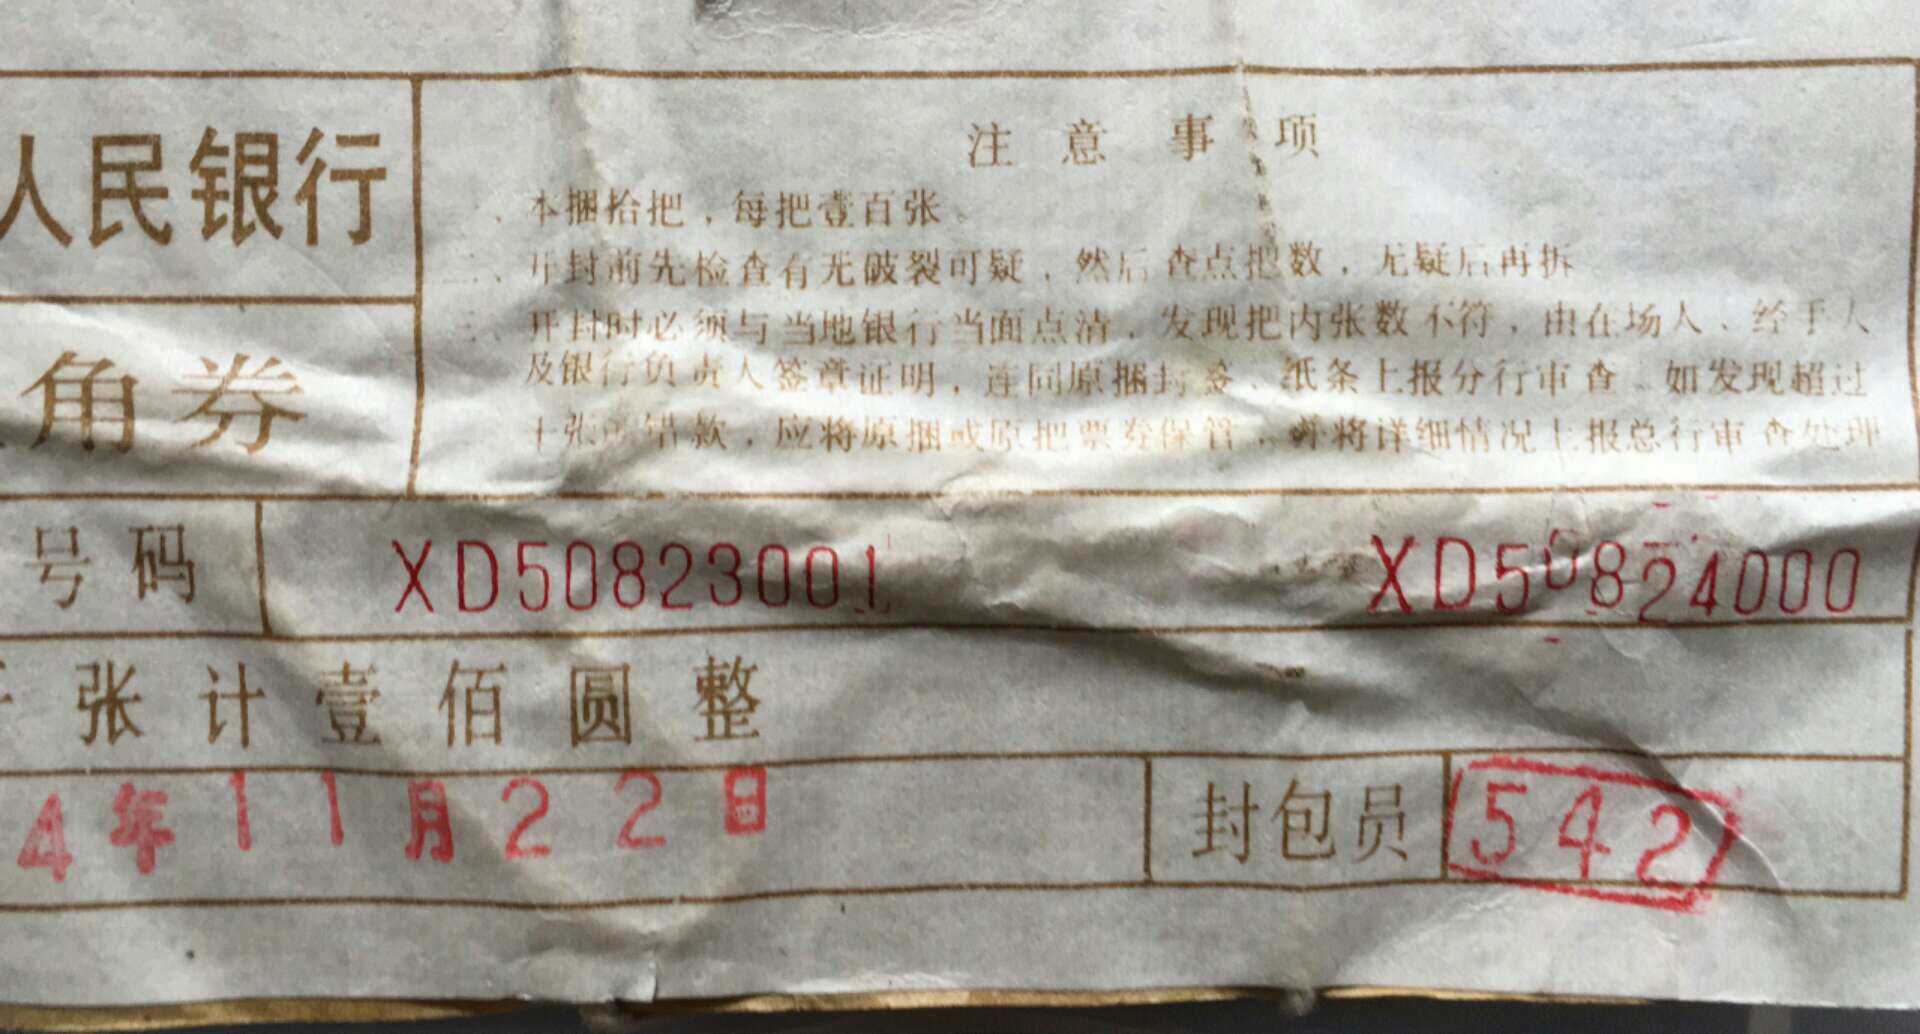 人民银行
角券
注意事项
一、本捆拾把，每把壹百张。
二、开封前先检查有无破裂可疑，然后查点把数，无疑后再拆
三、开封时必须与当地银行当面点清，发现把内张数不符，由在场人、经手人
及银行负责人签章证明，连同原捆封签、纸条上报分行审查 如发现超过
十张的错款，应将原捆或原把票券保管，并将详细情况上报总行审查处理
号码 XD50823001 XD50824000
张计壹佰圆整
4年11月22日 封包员 542